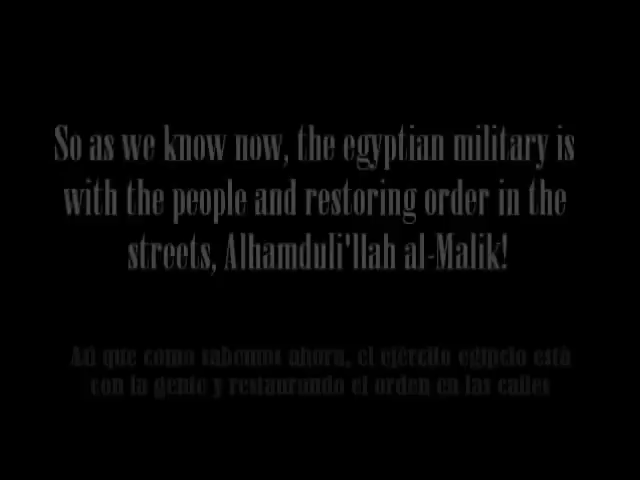 So as we know now, the egyptian military is
with the people and restoring order in the
streets, Alhamduli'llah al-Malik!
Así que como sabemos ahora, el ejército egipcio está
con la gente y restaurando el orden en las calles